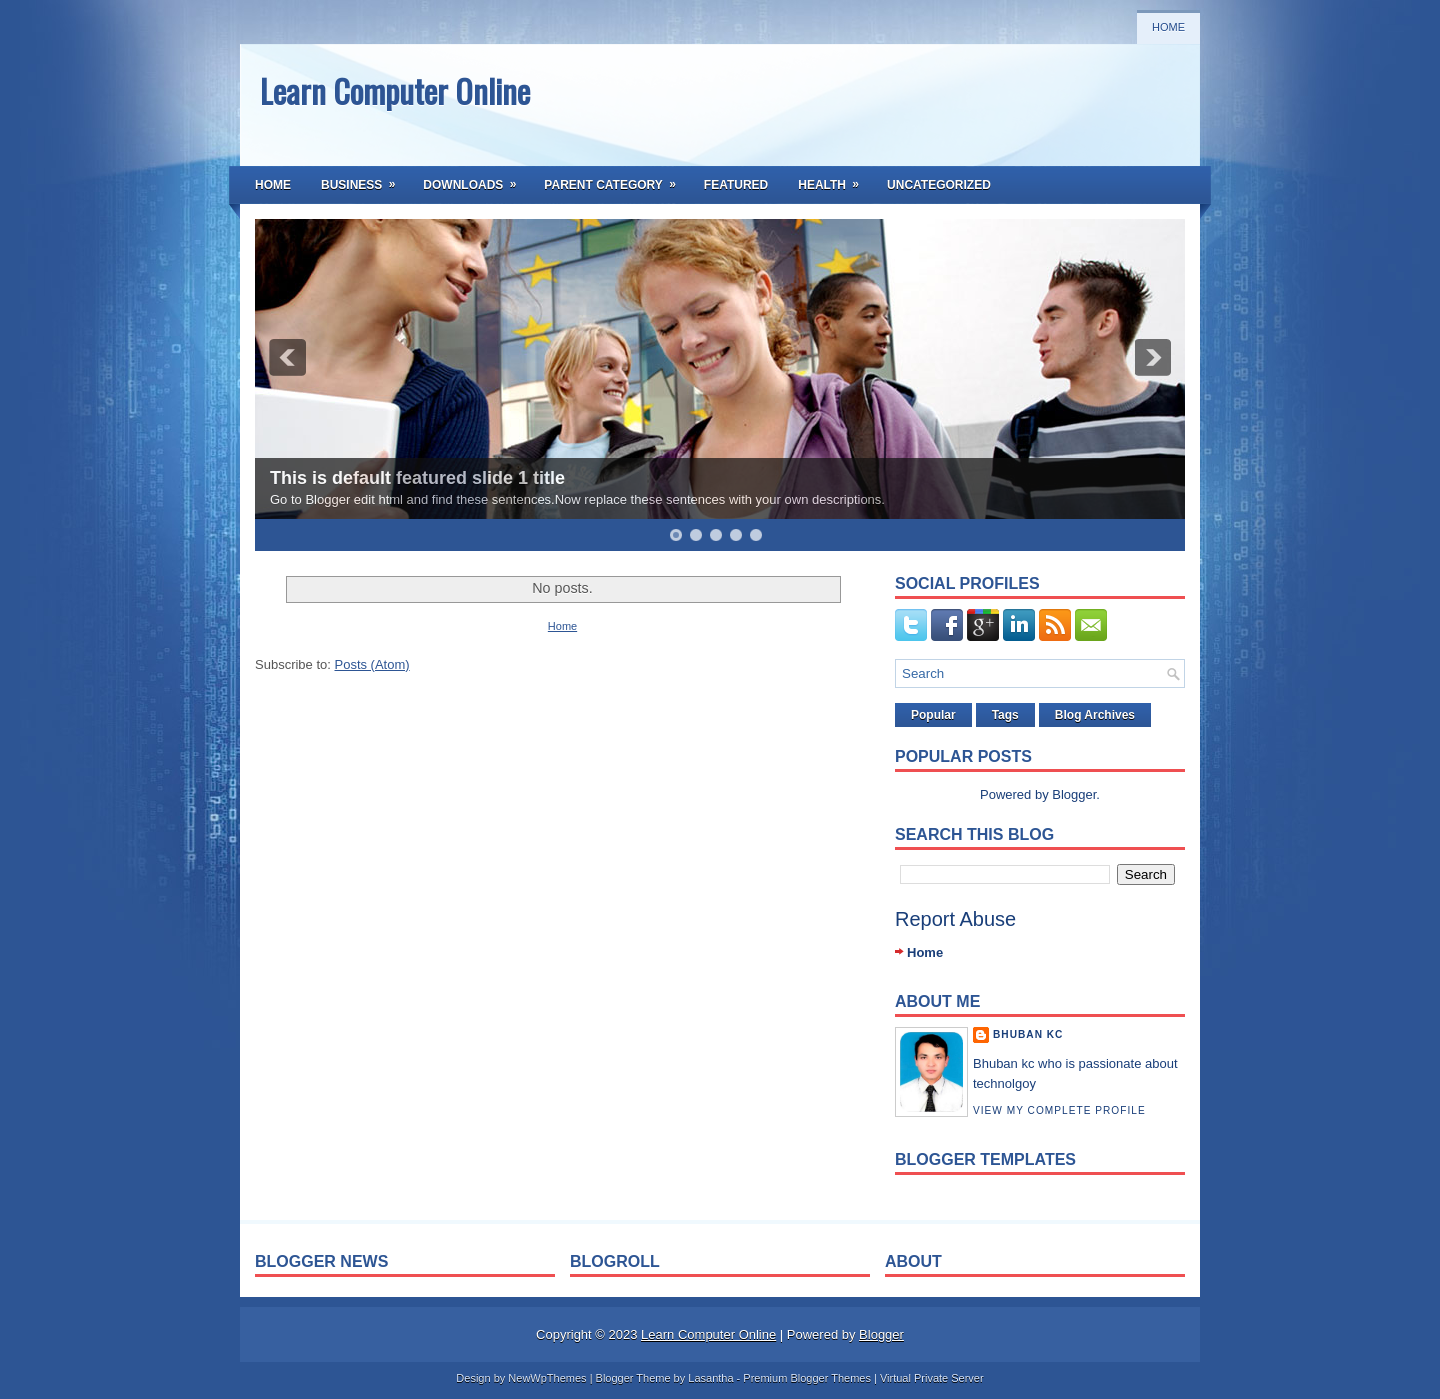 HOME
Learn Computer Online
HOME
BUSINESS »
DOWNLOADS »
PARENT CATEGORY »
FEATURED
HEALTH »
UNCATEGORIZED
This is default featured slide 1 title
Go to Blogger edit html and find these sentences.Now replace these sentences with your own descriptions.
No posts.
Home
Subscribe to: Posts (Atom)
SOCIAL PROFILES
Search
Popular
Tags
Blog Archives
POPULAR POSTS
Powered by Blogger.
SEARCH THIS BLOG
Search
Report Abuse
Home
ABOUT ME
BHUBAN KC
Bhuban kc who is passionate about
technolgoy
VIEW MY COMPLETE PROFILE
BLOGGER TEMPLATES
BLOGGER NEWS
BLOGROLL
ABOUT
Copyright © 2023 Learn Computer Online | Powered by Blogger
Design by NewWpThemes | Blogger Theme by Lasantha - Premium Blogger Themes | Virtual Private Server